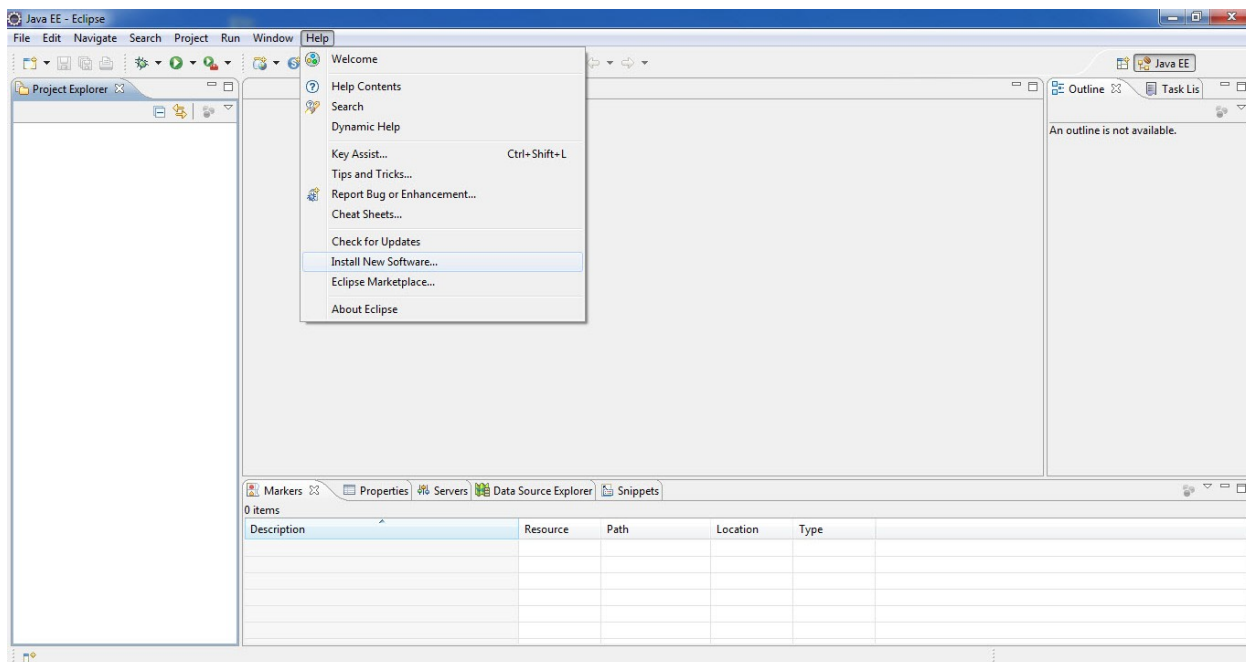 Java EE - Eclipse
File Edit Navigate Search Project Run Window Help
Welcome
Help Contents
Search
Dynamic Help
Key Assist... Ctrl+Shift+L
Tips and Tricks...
Report Bug or Enhancement...
Cheat Sheets...
Check for Updates
Install New Software...
Eclipse Marketplace...
About Eclipse
Java EE
Project Explorer
Outline Task Lis
An outline is not available.
Markers Properties Servers Data Source Explorer Snippets
0 items
Description Resource Path Location Type